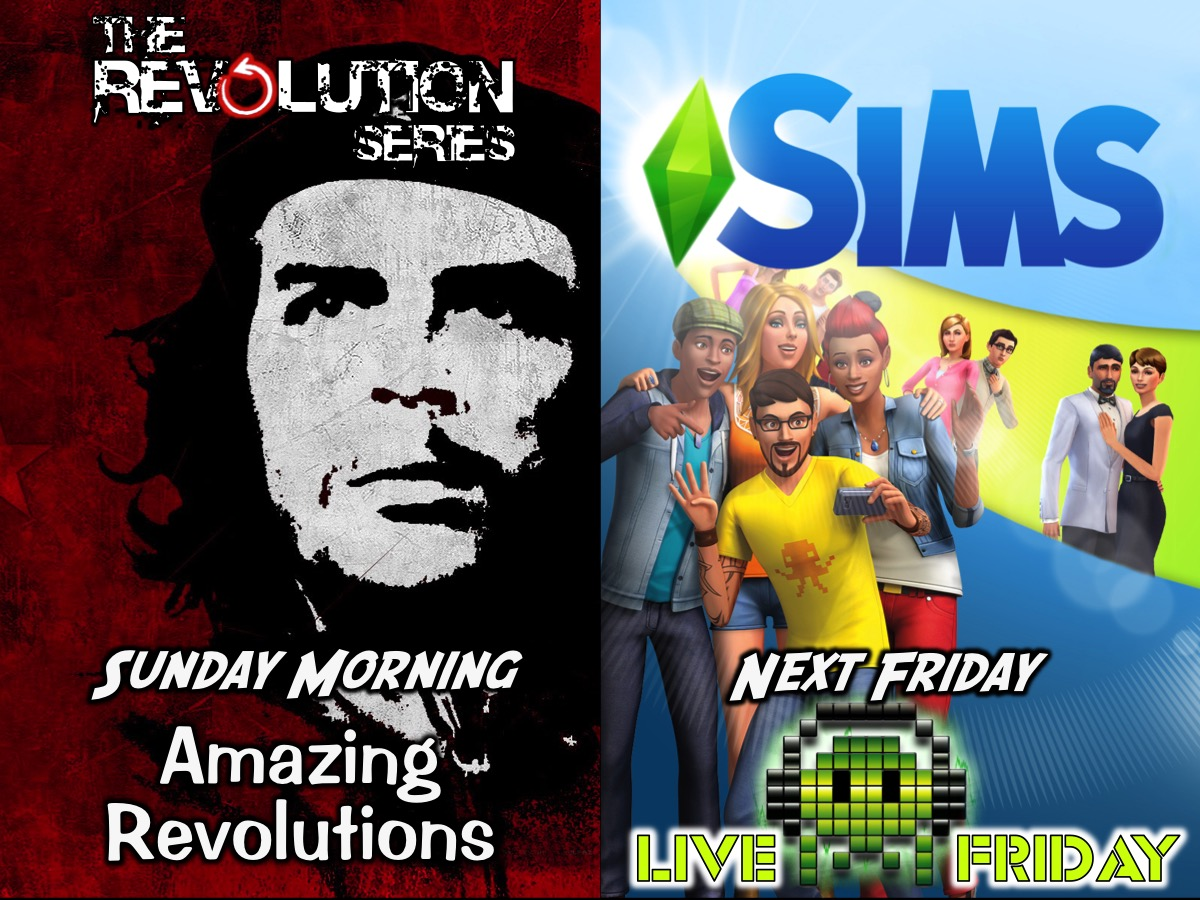 THE
REVOLUTION
SERIES
SUNDAY MORNING
Amazing
Revolutions
SIMS
NEXT FRIDAY
LIVE FRIDAY